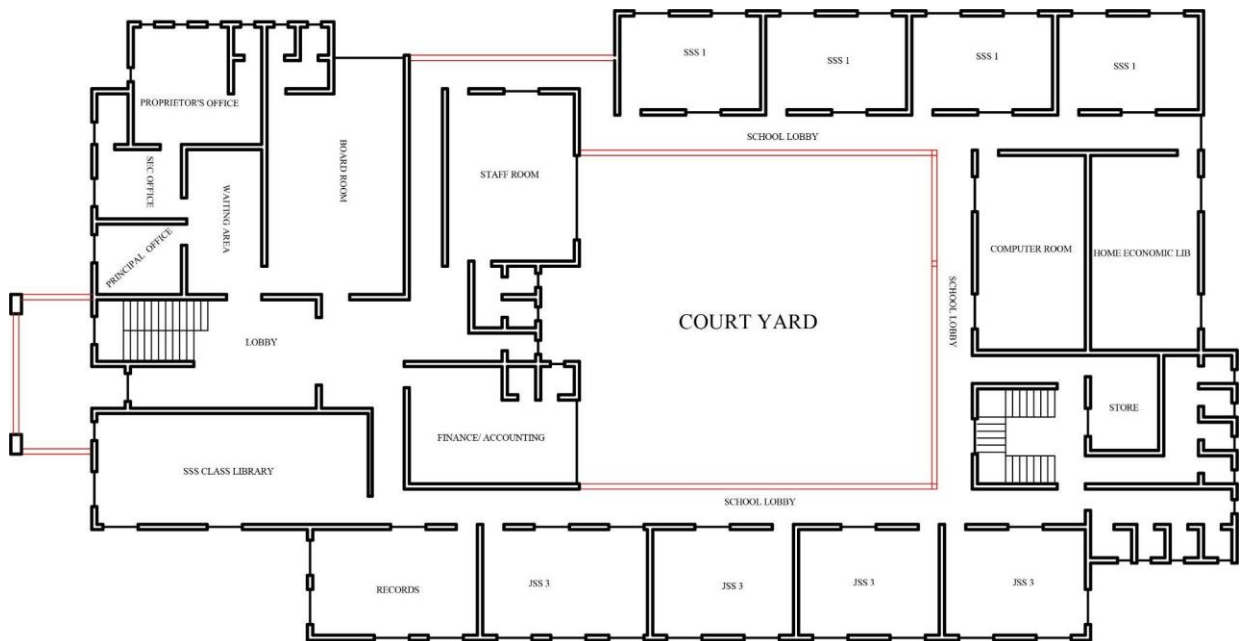 SSS 1
SSS 1
SSS 1
SSS 1
PROPRIETOR'S OFFICE
SCHOOL LOBBY
SEC OFFICE
WAITING AREA
BOARD ROOM
STAFF ROOM
PRINCIPAL OFFICE
COMPUTER ROOM
HOME ECONOMIC LIB
COURT YARD
SCHOOL LOBBY
LOBBY
STORE
FINANCE/ ACCOUNTING
SSS CLASS LIBRARY
SCHOOL LOBBY
RECORDS
JSS 3
JSS 3
JSS 3
JSS 3